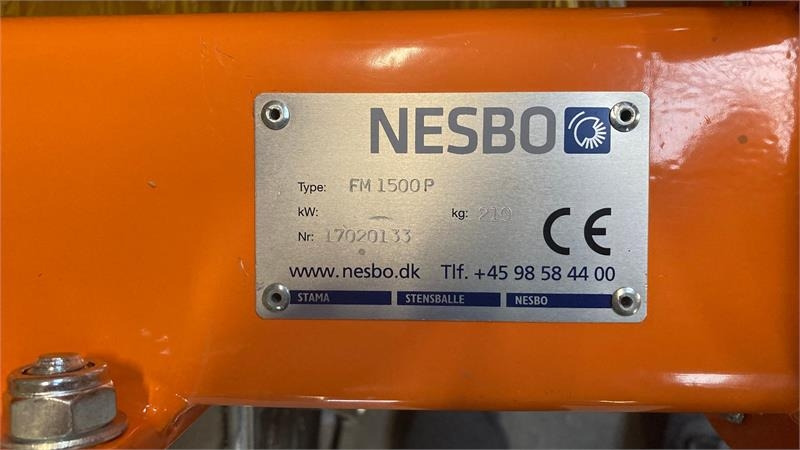 NESBO
Type: FM 1500 P
kW: — kg: 210
Nr: 17020133
CE
www.nesbo.dk Tlf. +45 98 58 44 00
STAMA STENSBALLE NESBO